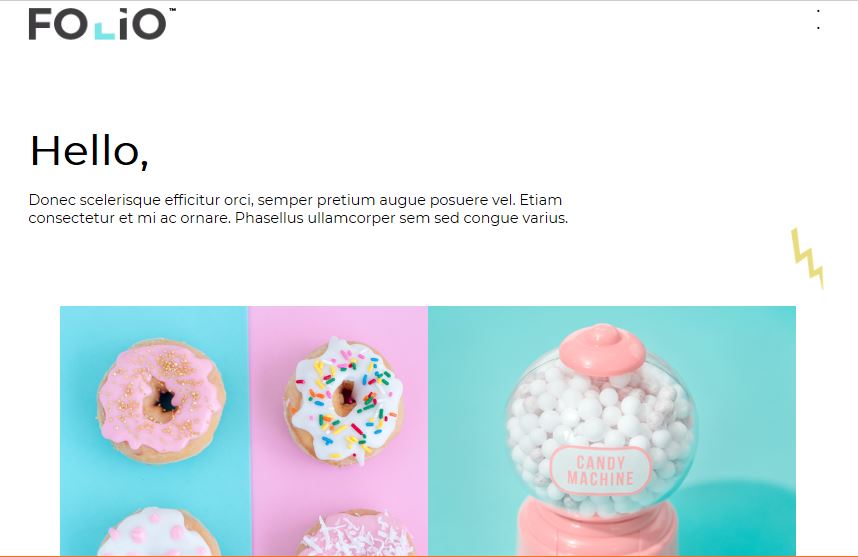 FOLiO™
Hello,
Donec scelerisque efficitur orci, semper pretium augue posuere vel. Etiam
consectetur et mi ac ornare. Phasellus ullamcorper sem sed congue varius.
CANDY
MACHINE